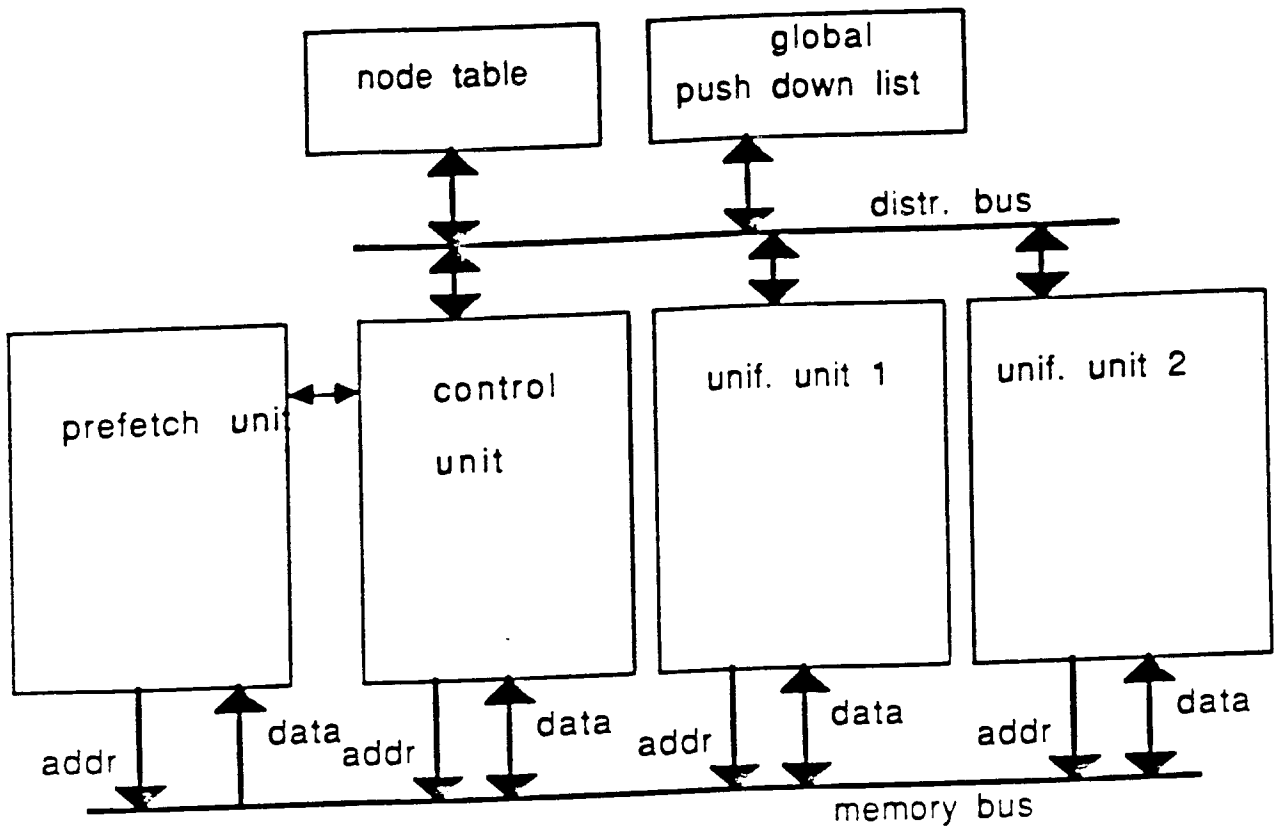 node table
global
push down list
distr. bus
prefetch unit
control
unit
unif. unit 1
unif. unit 2
addr
data
addr
data
addr
data
addr
data
memory bus